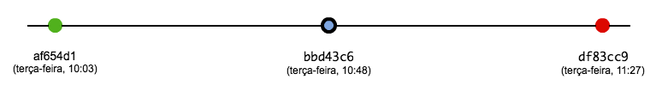 af654d1
(terça-feira, 10:03)
bbd43c6
(terça-feira, 10:48)
df83cc9
(terça-feira, 11:27)